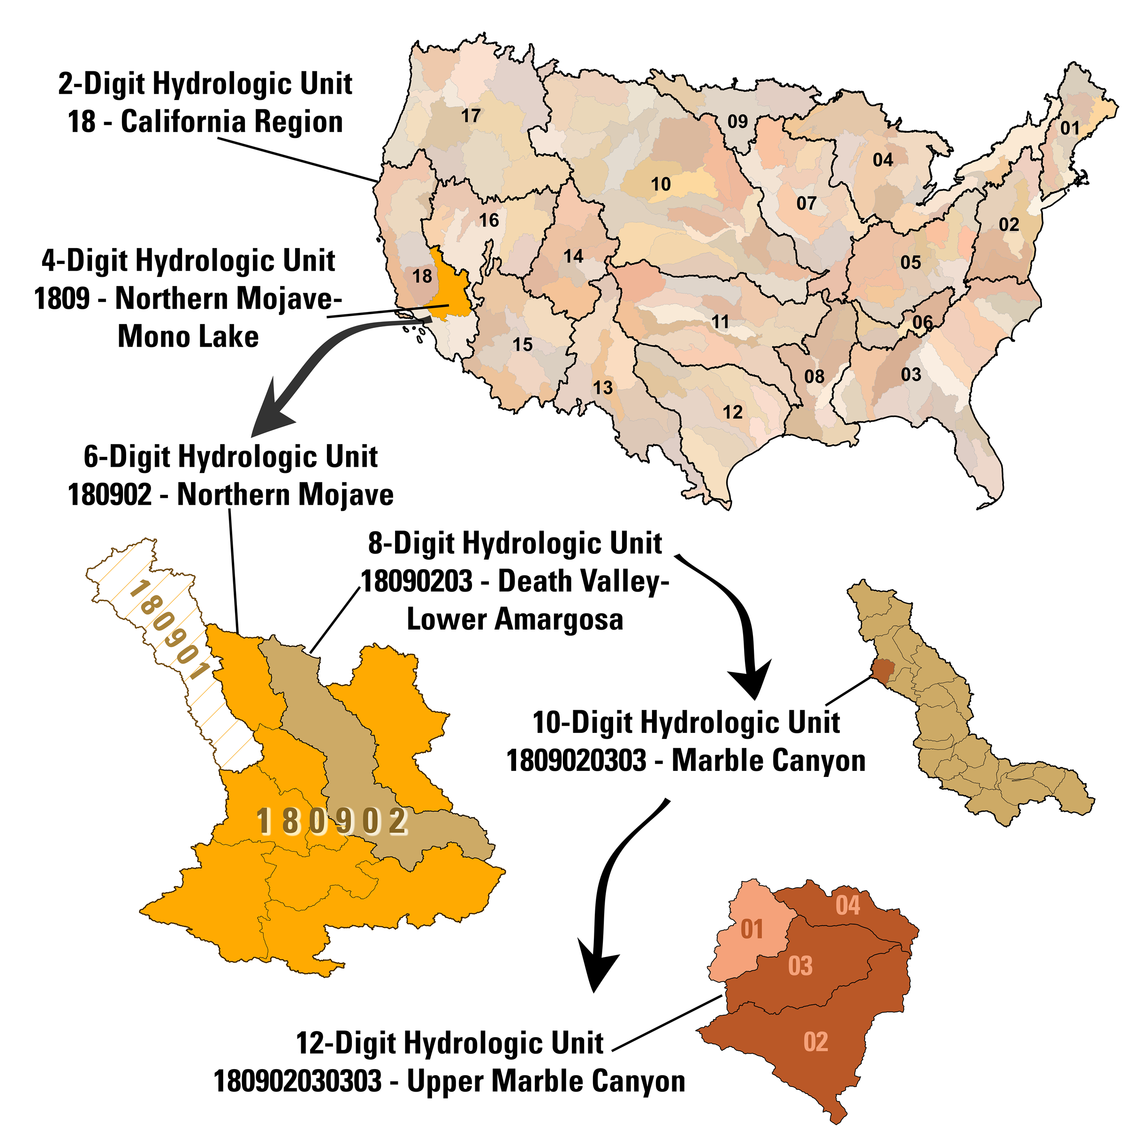 2-Digit Hydrologic Unit
18 - California Region
17
09
04
01
10
07
02
16
14
05
18
11
06
15
08
03
13
12
4-Digit Hydrologic Unit
1809 - Northern Mojave-
Mono Lake
6-Digit Hydrologic Unit
180902 - Northern Mojave
180901
180902
8-Digit Hydrologic Unit
18090203 - Death Valley-
Lower Amargosa
10-Digit Hydrologic Unit
1809020303 - Marble Canyon
04
01
03
02
12-Digit Hydrologic Unit
180902030303 - Upper Marble Canyon